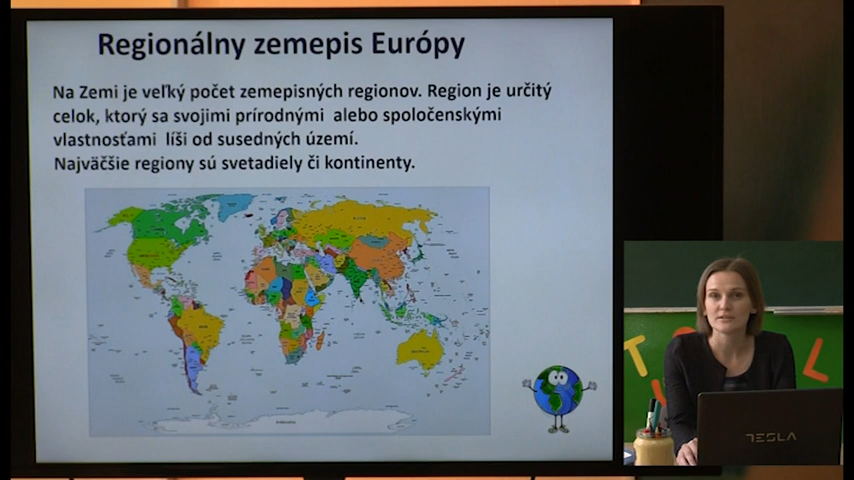 Regionálny zemepis Európy
Na Zemi je veľký počet zemepisných regionov. Region je určitý
celok, ktorý sa svojimi prírodnými alebo spoločenskými
vlastnosťami líši od susedných území.
Najväčšie regiony sú svetadiely či kontinenty.
TESLA